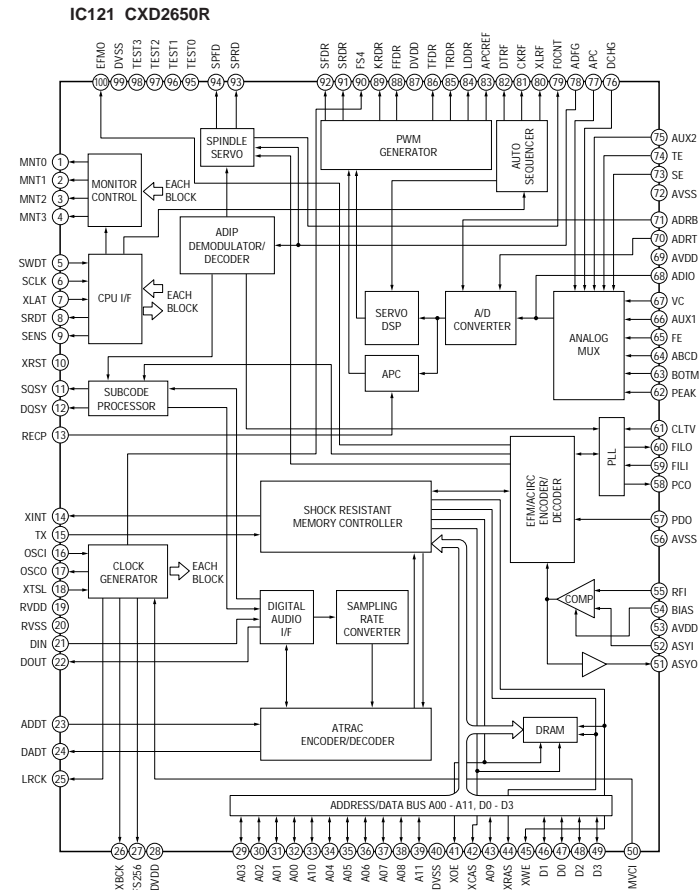 IC121 CXD2650R
EFMO
DVSS
TEST3
TEST2
TEST1
TEST0
SPFD
SPRD
SFDR
SRDR
FS4
KRDR
FFDR
DVDD
TFDR
TRDR
LDDR
APCREF
DTRF
CKRF
XLRF
F0CNT
ADFG
APC
DCHG
100 99 98 97 96 95 94 93 92 91 90 89 88 87 86 85 84 83 82 81 80 79 78 77 76
MNT0 1
MNT1 2
MNT2 3
MNT3 4
SWDT 5
SCLK 6
XLAT 7
SRDT 8
SENS 9
XRST 10
SQSY 11
DQSY 12
RECP 13
XINT 14
TX 15
OSCI 16
OSCO 17
XTSL 18
RVDD 19
RVSS 20
DIN 21
DOUT 22
ADDT 23
DADT 24
LRCK 25
MONITOR
CONTROL
EACH
BLOCK
SPINDLE
SERVO
PWM
GENERATOR
AUTO
SEQUENCER
ADIP
DEMODULATOR/
DECODER
CPU I/F
EACH
BLOCK
SERVO
DSP
A/D
CONVERTER
ANALOG
MUX
APC
SUBCODE
PROCESSOR
PLL
EFM/ACIRC
ENCODER/
DECODER
SHOCK RESISTANT
MEMORY CONTROLLER
CLOCK
GENERATOR
EACH
BLOCK
DIGITAL
AUDIO
I/F
SAMPLING
RATE
CONVERTER
COMP
ATRAC
ENCODER/DECODER
DRAM
ADDRESS/DATA BUS A00 - A11, D0 - D3
75 AUX2
74 TE
73 SE
72 AVSS
71 ADRB
70 ADRT
69 AVDD
68 ADIO
67 VC
66 AUX1
65 FE
64 ABCD
63 BOTM
62 PEAK
61 CLTV
60 FILO
59 FILI
58 PCO
57 PDO
56 AVSS
55 RFI
54 BIAS
53 AVDD
52 ASYI
51 ASYO
26 27 28 29 30 31 32 33 34 35 36 37 38 39 40 41 42 43 44 45 46 47 48 49 50
XBCK
FS256
DVDD
A03
A02
A01
A00
A10
A04
A05
A06
A07
A08
A11
DVSS
XOE
XCAS
A09
XRAS
XWE
D1
D0
D2
D3
MVCI